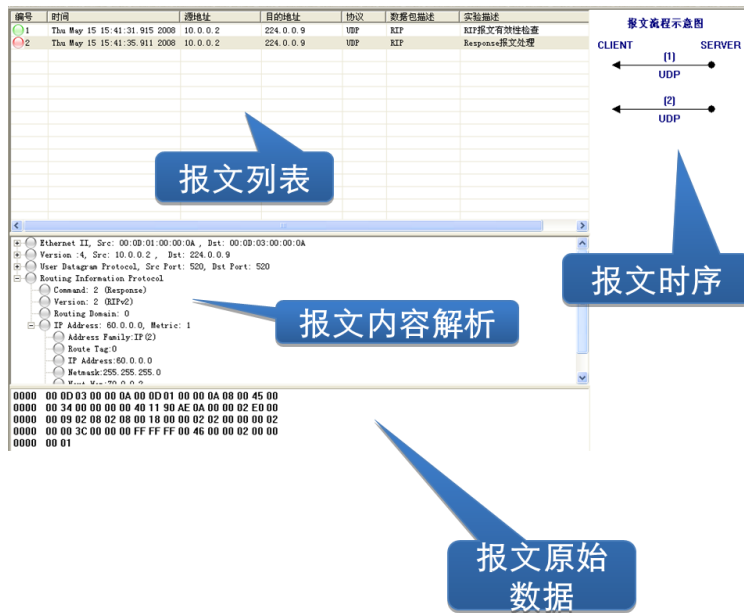 编号 时间 源地址 目的地址 协议 数据包描述 实验描述
1 Thu May 15 15:41:31.915 2008 10.0.0.2 224.0.0.9 UDP RIP RIP报文有效性检查
2 Thu May 15 15:41:35.911 2008 10.0.0.2 224.0.0.9 UDP RIP Response报文处理
报文流程示意图
CLIENT SERVER
(1)
UDP
(2)
UDP
报文列表
报文时序
Ethernet II, Src: 00:0D:01:00:00:0A , Dst: 00:0D:03:00:00:0A
Version :4, Src: 10.0.0.2 , Dst: 224.0.0.9
User Datagram Protocol, Src Port: 520, Dst Port: 520
Routing Information Protocol
Command: 2 (Response)
Version: 2 (RIPv2)
Routing Domain: 0
IP Address: 60.0.0.0, Metric: 1
Address Family:IP(2)
Route Tag:0
IP Address:60.0.0.0
Netmask:255.255.255.0
报文内容解析
0000 00 0D 03 00 00 0A 00 0D 01 00 00 0A 08 00 45 00
0000 00 34 00 00 00 00 40 11 90 AE 0A 00 00 02 E0 00
0000 00 09 02 08 02 08 00 18 00 00 02 02 00 00 00 02
0000 00 00 3C 00 00 00 FF FF FF 00 46 00 00 02 00 00
0000 00 01
报文原始
数据